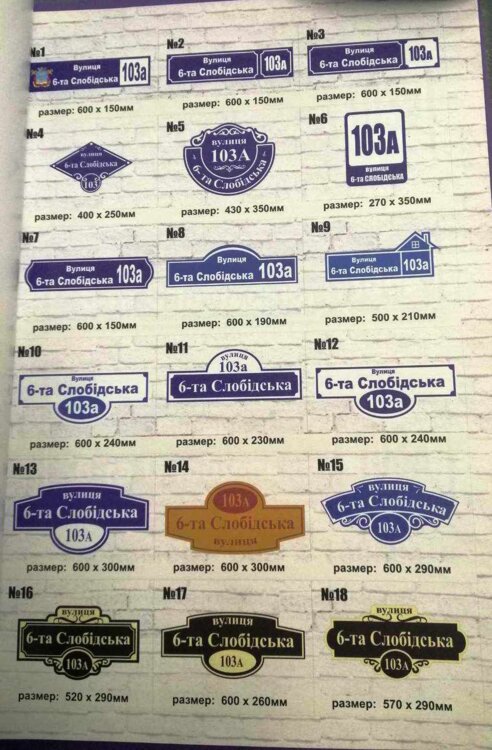 №1
Вулиця
6-та Слобідська
103а
размер: 600 x 150мм
№2
Вулиця
6-та Слобідська
103А
размер: 600 x 150мм
№3
Вулиця
6-та Слобідська
103А
размер: 600 x 150мм
№4
вулиця
6-та Слобідська
103
размер: 400 x 250мм
№5
вулиця
103А
6-та Слобідська
размер: 430 x 350мм
№6
103А
вулиця
6-та СЛОБІДСЬКА
размер: 270 x 350мм
№7
Вулиця
6-та Слобідська
103а
размер: 600 x 150мм
№8
Вулиця
6-та Слобідська
103а
размер: 600 x 190мм
№9
Вулиця
6-та Слобідська
103а
размер: 500 x 210мм
№10
Вулиця
6-та Слобідська
103а
размер: 600 x 240мм
№11
вулиця
103а
6-та Слобідська
размер: 600 x 230мм
№12
Вулиця
6-та Слобідська
103а
размер: 600 x 240мм
№13
вулиця
6-та Слобідська
103А
размер: 600 x 300мм
№14
103А
6-та Слобідська
вулиця
размер: 600 x 300мм
№15
вулиця
6-та Слобідська
103А
размер: 600 x 290мм
№16
вулиця
6-та Слобідська
103А
размер: 520 x 290мм
№17
вулиця
6-та Слобідська
103А
размер: 600 x 260мм
№18
вулиця
6-та Слобідська
103А
размер: 570 x 290мм